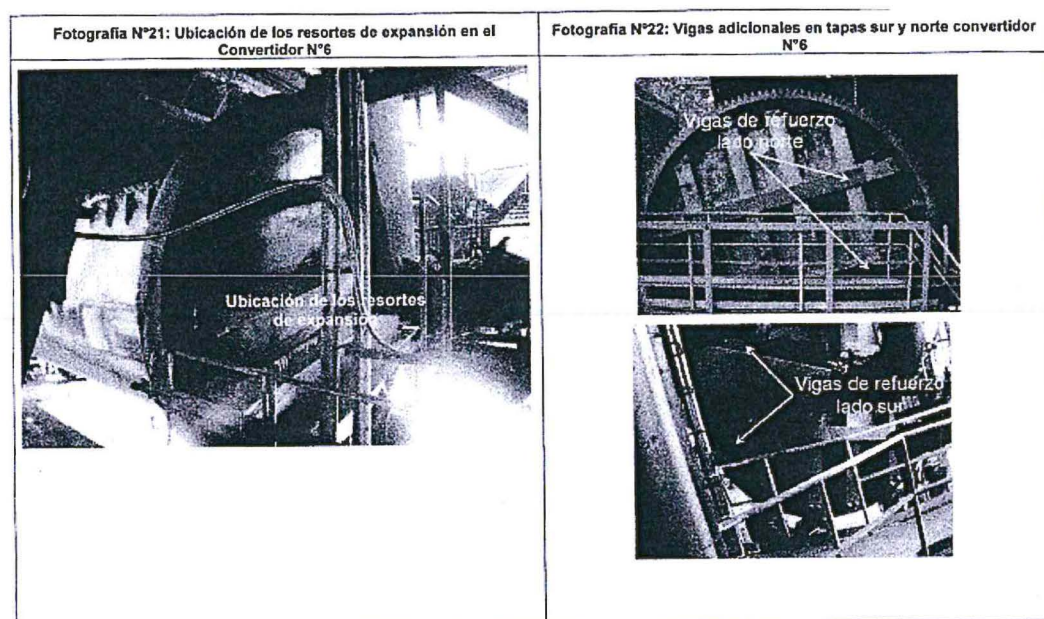 Fotografía N°21: Ubicación de los resortes de expansión en el
Convertidor N°6
Fotografía N°22: Vigas adicionales en tapas sur y norte convertidor
N°6
Ubicación de los resortes
de expansión
Vigas de refuerzo
lado norte
Vigas de refuerzo
lado sur